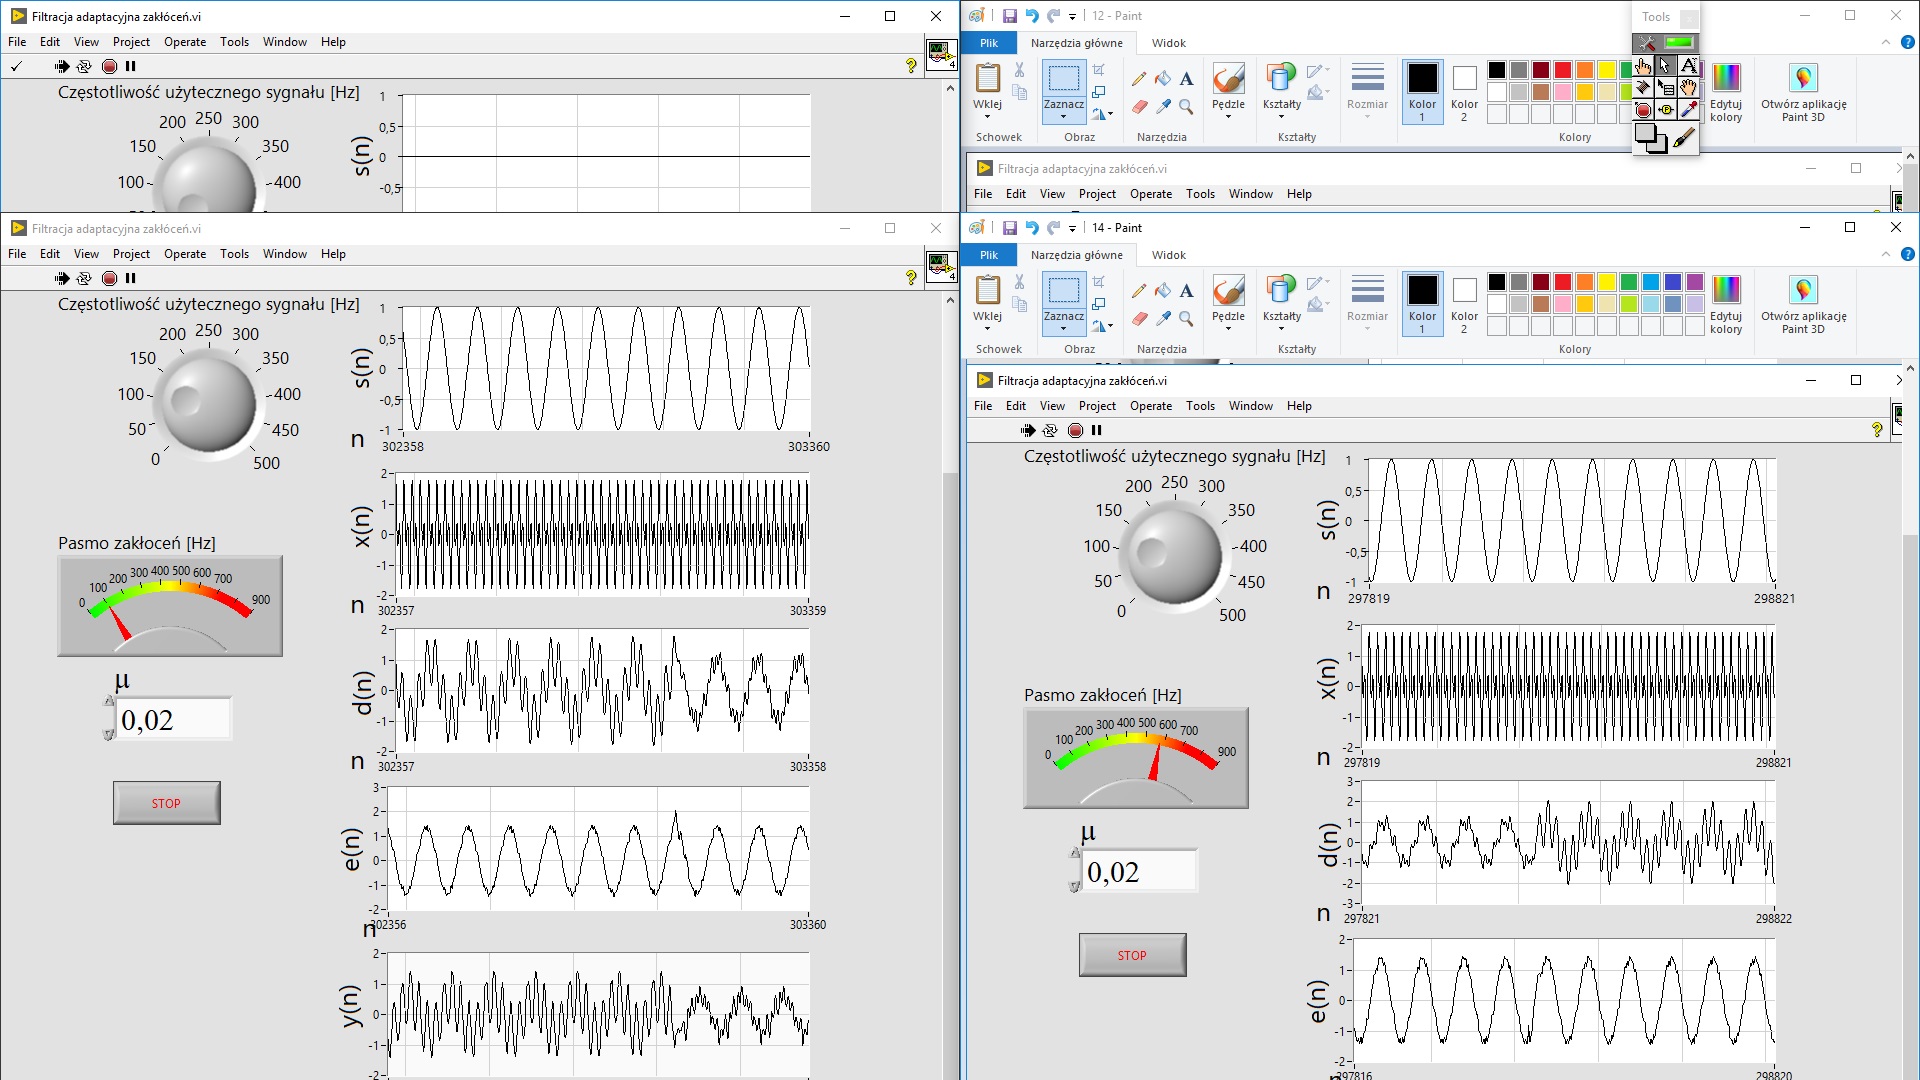 Filtracja adaptacyjna zakłóceń.vi
File Edit View Project Operate Tools Window Help
4
Częstotliwość użytecznego sygnału [Hz]
200 250 300
150 350
100 400
s(n)
1
0,5
0
-0,5
12 - Paint
Plik Narzędzia główne Widok
Wklej Zaznacz Pędzle Kształty Rozmiar Kolor 1 Kolor 2 Edytuj kolory Otwórz aplikację Paint 3D
Schowek Obraz Narzędzia Kształty Kolory
Tools
Filtracja adaptacyjna zakłóceń.vi
File Edit View Project Operate Tools Window Help
Filtracja adaptacyjna zakłóceń.vi
File Edit View Project Operate Tools Window Help
4
Częstotliwość użytecznego sygnału [Hz]
200 250 300
150 350
100 400
50 450
0 500
Pasmo zakłoceń [Hz]
0 100 200 300 400 500 600 700 900
μ
0,02
STOP
s(n)
1
0,5
0
-0,5
-1
n
302358 303360
x(n)
2
1
0
-1
-2
n
302357 303359
d(n)
2
1
0
-1
-2
n
302357 303358
e(n)
3
2
1
0
-1
-2
n
302356 303360
y(n)
2
1
0
-1
-2
14 - Paint
Plik Narzędzia główne Widok
Wklej Zaznacz Pędzle Kształty Rozmiar Kolor 1 Kolor 2 Edytuj kolory Otwórz aplikację Paint 3D
Schowek Obraz Narzędzia Kształty Kolory
Filtracja adaptacyjna zakłóceń.vi
File Edit View Project Operate Tools Window Help
Częstotliwość użytecznego sygnału [Hz]
200 250 300
150 350
100 400
50 450
0 500
Pasmo zakłoceń [Hz]
0 100 200 300 400 500 600 700 900
μ
0,02
STOP
s(n)
1
0,5
0
-0,5
-1
n
297819 298821
x(n)
2
1
0
-1
-2
n
297819 298821
d(n)
3
2
1
0
-1
-2
-3
n
297821 298822
e(n)
2
1
0
-1
-2
297816 298820